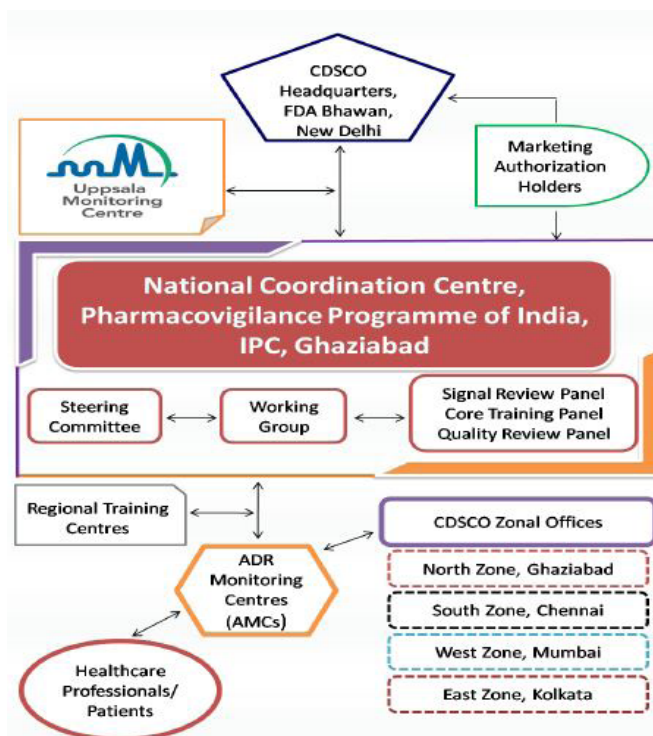 CDSCO
Headquarters,
FDA Bhawan,
New Delhi
Uppsala
Monitoring
Centre
Marketing
Authorization
Holders
National Coordination Centre,
Pharmacovigilance Programme of India,
IPC, Ghaziabad
Steering
Committee
Working
Group
Signal Review Panel
Core Training Panel
Quality Review Panel
Regional Training
Centres
ADR
Monitoring
Centres
(AMCs)
CDSCO Zonal Offices
North Zone, Ghaziabad
South Zone, Chennai
West Zone, Mumbai
East Zone, Kolkata
Healthcare
Professionals/
Patients